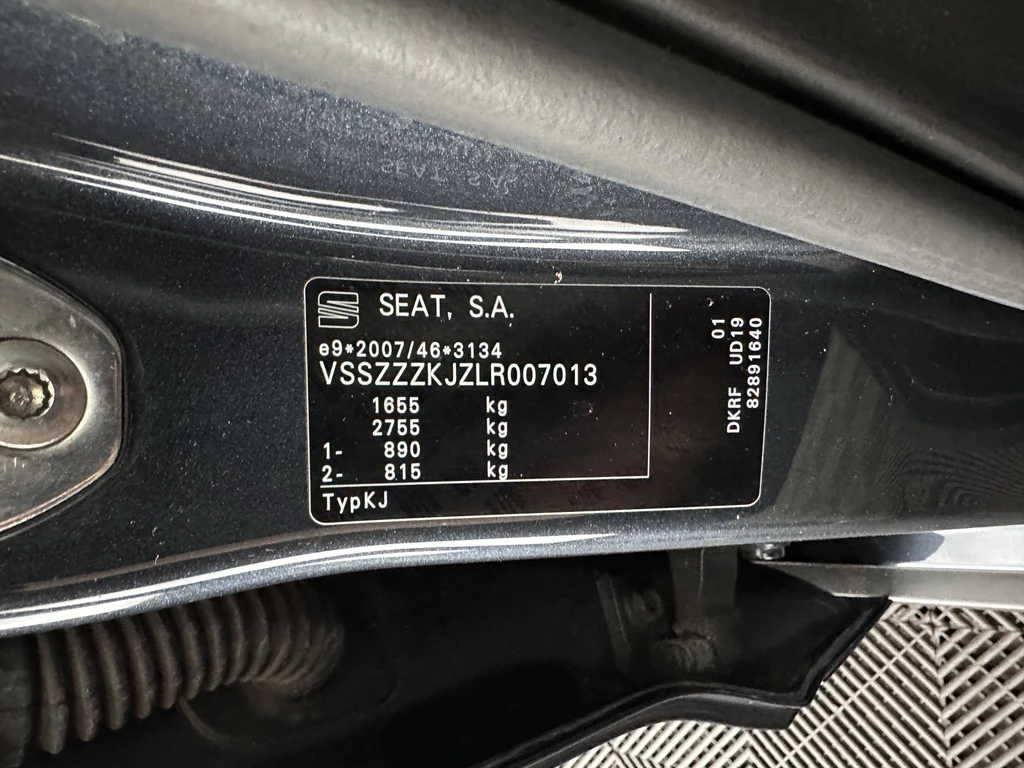 SEAT, S.A.
e9*2007/46*3134
VSSZZZKJZLR007013
1655 kg
2755 kg
1- 890 kg
2- 815 kg
TypKJ
01
DKRF UD19
82891640